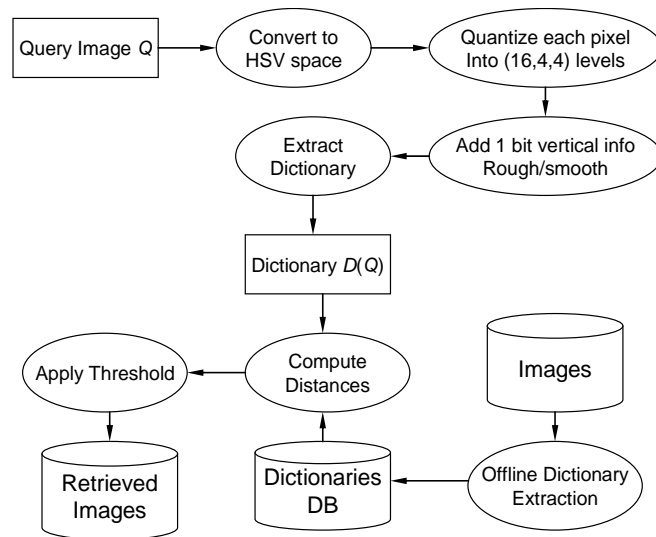 Query Image Q
Convert to
HSV space
Quantize each pixel
Into (16,4,4) levels
Extract
Dictionary
Add 1 bit vertical info
Rough/smooth
Dictionary D(Q)
Apply Threshold
Compute
Distances
Images
Retrieved
Images
Dictionaries
DB
Offline Dictionary
Extraction